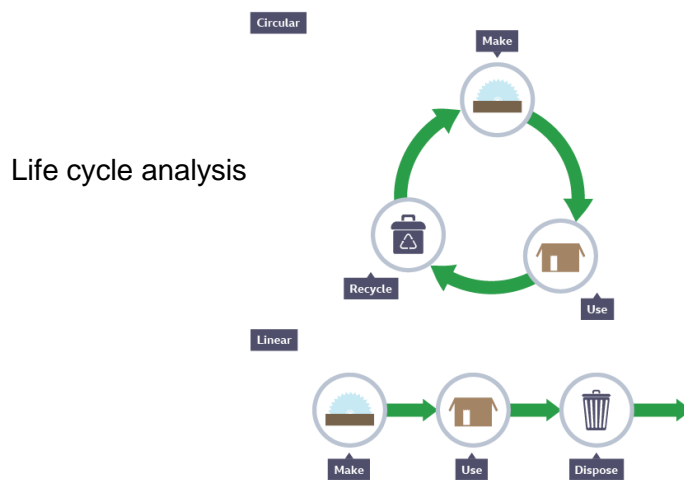 Circular
Make
Life cycle analysis
Recycle
Use
Linear
Make
Use
Dispose